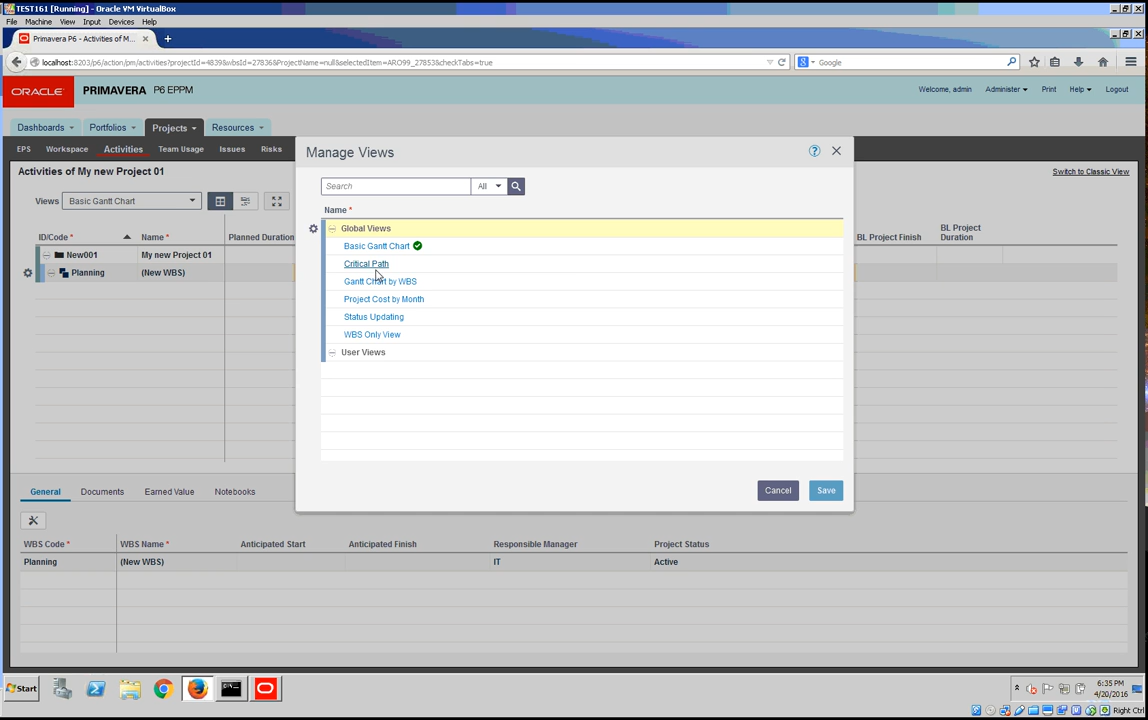 TEST161 [Running] - Oracle VM VirtualBox
File Machine View Input Devices Help
Primavera P6 - Activities of M...
localhost:8203/p6/action/pm/activities?projectId=4839&wbsId=27836&ProjectName=null&selectedItem=ARO99_27853&checkTabs=true
Google
ORACLE PRIMAVERA P6 EPPM
Welcome, admin Administer Print Help Logout
Dashboards Portfolios Projects Resources
EPS Workspace Activities Team Usage Issues Risks
Activities of My new Project 01
Switch to Classic View
Views Basic Gantt Chart
ID/Code * Name * Planned Duration
BL Project Finish BL Project Duration
New001 My new Project 01
Planning (New WBS)
Manage Views
Search All
Name *
Global Views
Basic Gantt Chart
Critical Path
Gantt Chart by WBS
Project Cost by Month
Status Updating
WBS Only View
User Views
Cancel Save
General Documents Earned Value Notebooks
WBS Code * WBS Name * Anticipated Start Anticipated Finish Responsible Manager Project Status
Planning (New WBS) IT Active
Start
6:35 PM
4/20/2016
Right Ctrl